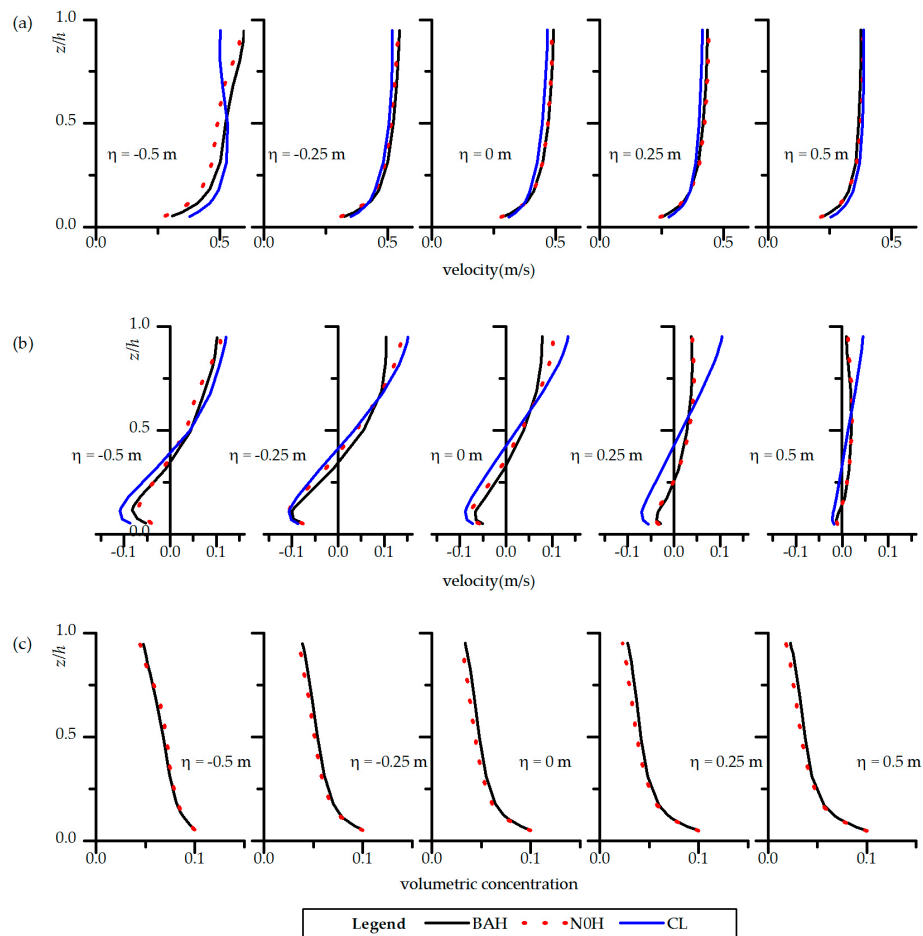 (a)
z/h
1.0
0.5
0.0
η = -0.5 m
η = -0.25 m
η = 0 m
η = 0.25 m
η = 0.5 m
0.0 0.5 0.0 0.5 0.0 0.5 0.0 0.5 0.0 0.5
velocity(m/s)
(b)
z/h
1.0
0.5
0.0
η = -0.5 m
η = -0.25 m
η = 0 m
η = 0.25 m
η = 0.5 m
-0.1 0.0 0.1 -0.1 0.0 0.1 -0.1 0.0 0.1 -0.1 0.0 0.1 -0.1 0.0 0.1
velocity(m/s)
(c)
z/h
1.0
0.5
0.0
η = -0.5 m
η = -0.25 m
η = 0 m
η = 0.25 m
η = 0.5 m
0.0 0.1 0.0 0.1 0.0 0.1 0.0 0.1 0.0 0.1
volumetric concentration
Legend BAH N0H CL